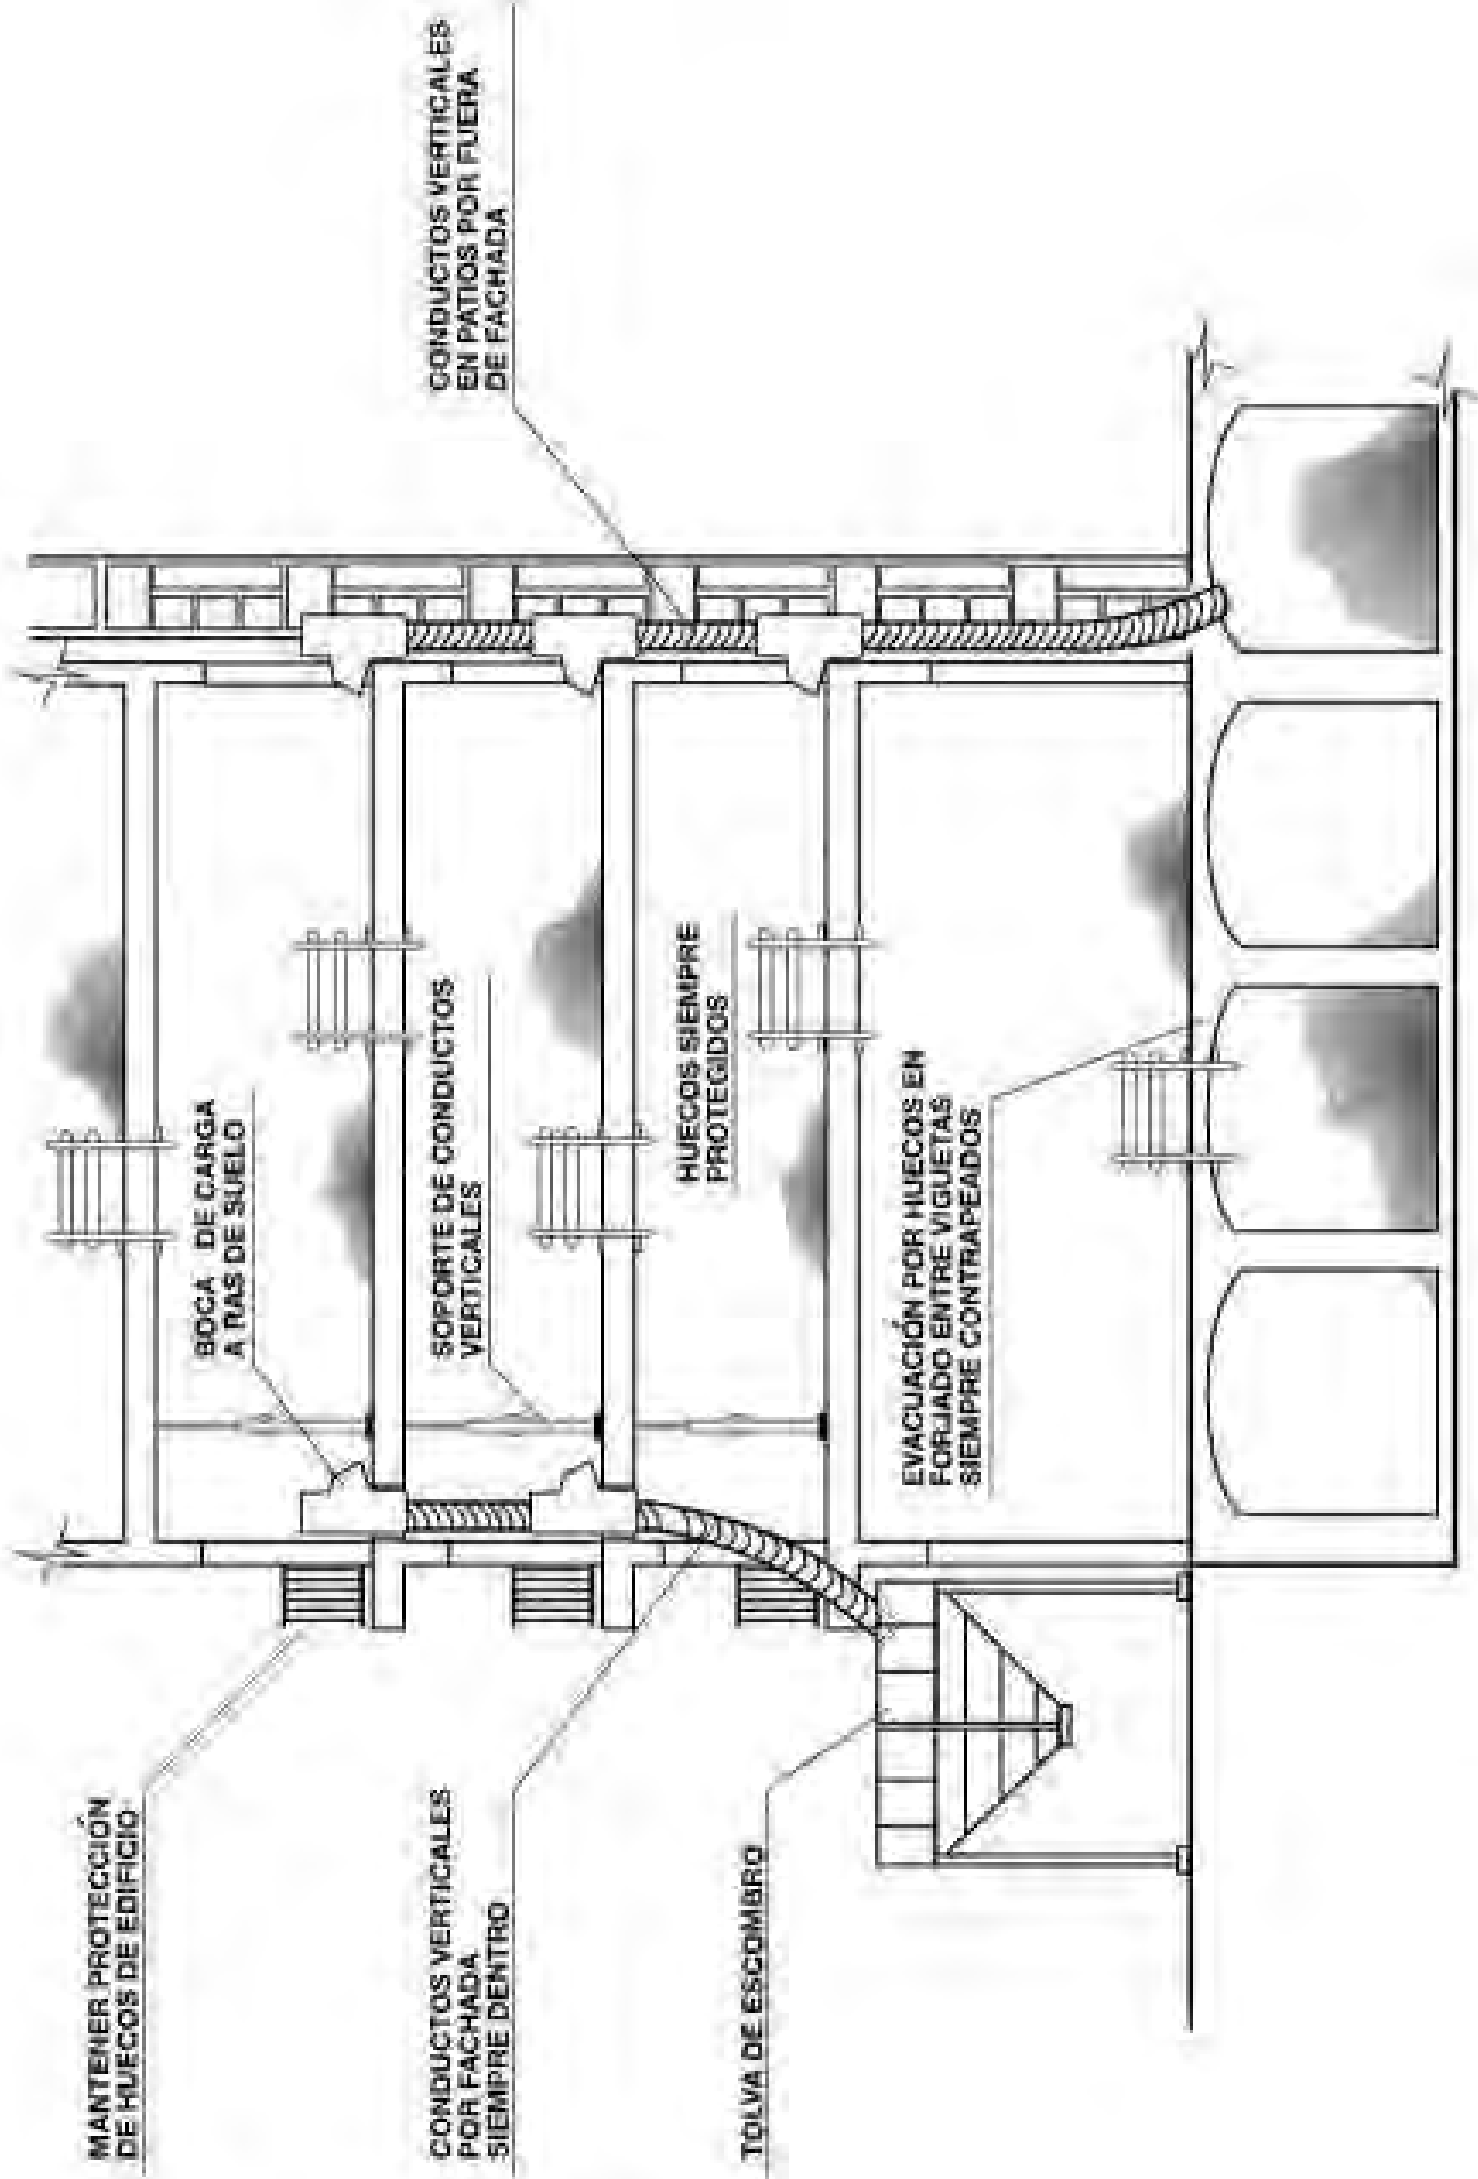 MANTENER PROTECCIÓN
DE HUECOS DE EDIFICIO
CONDUCTOS VERTICALES
POR FACHADA
SIEMPRE DENTRO
TOLVA DE ESCOMBRO
BOCA DE CARGA
A RAS DE SUELO
SOPORTE DE CONDUCTOS
VERTICALES
HUECOS SIEMPRE
PROTEGIDOS
EVACUACIÓN POR HUECOS EN
FORJADO ENTRE VIGUETAS
SIEMPRE CONTRAPEADOS
CONDUCTOS VERTICALES
EN PATIOS POR FUERA
DE FACHADA